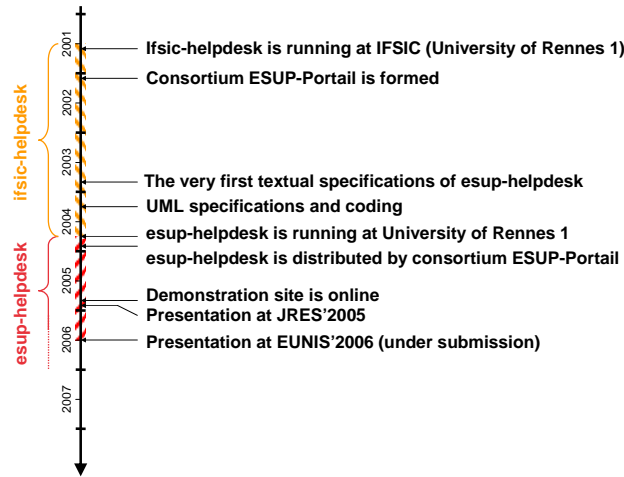 2001
Ifsic-helpdesk is running at IFSIC (University of Rennes 1)
Consortium ESUP-Portail is formed
2002
ifsic-helpdesk
2003
The very first textual specifications of esup-helpdesk
UML specifications and coding
2004
esup-helpdesk is running at University of Rennes 1
esup-helpdesk is distributed by consortium ESUP-Portail
2005
esup-helpdesk
Demonstration site is online
Presentation at JRES'2005
2006
Presentation at EUNIS'2006 (under submission)
2007